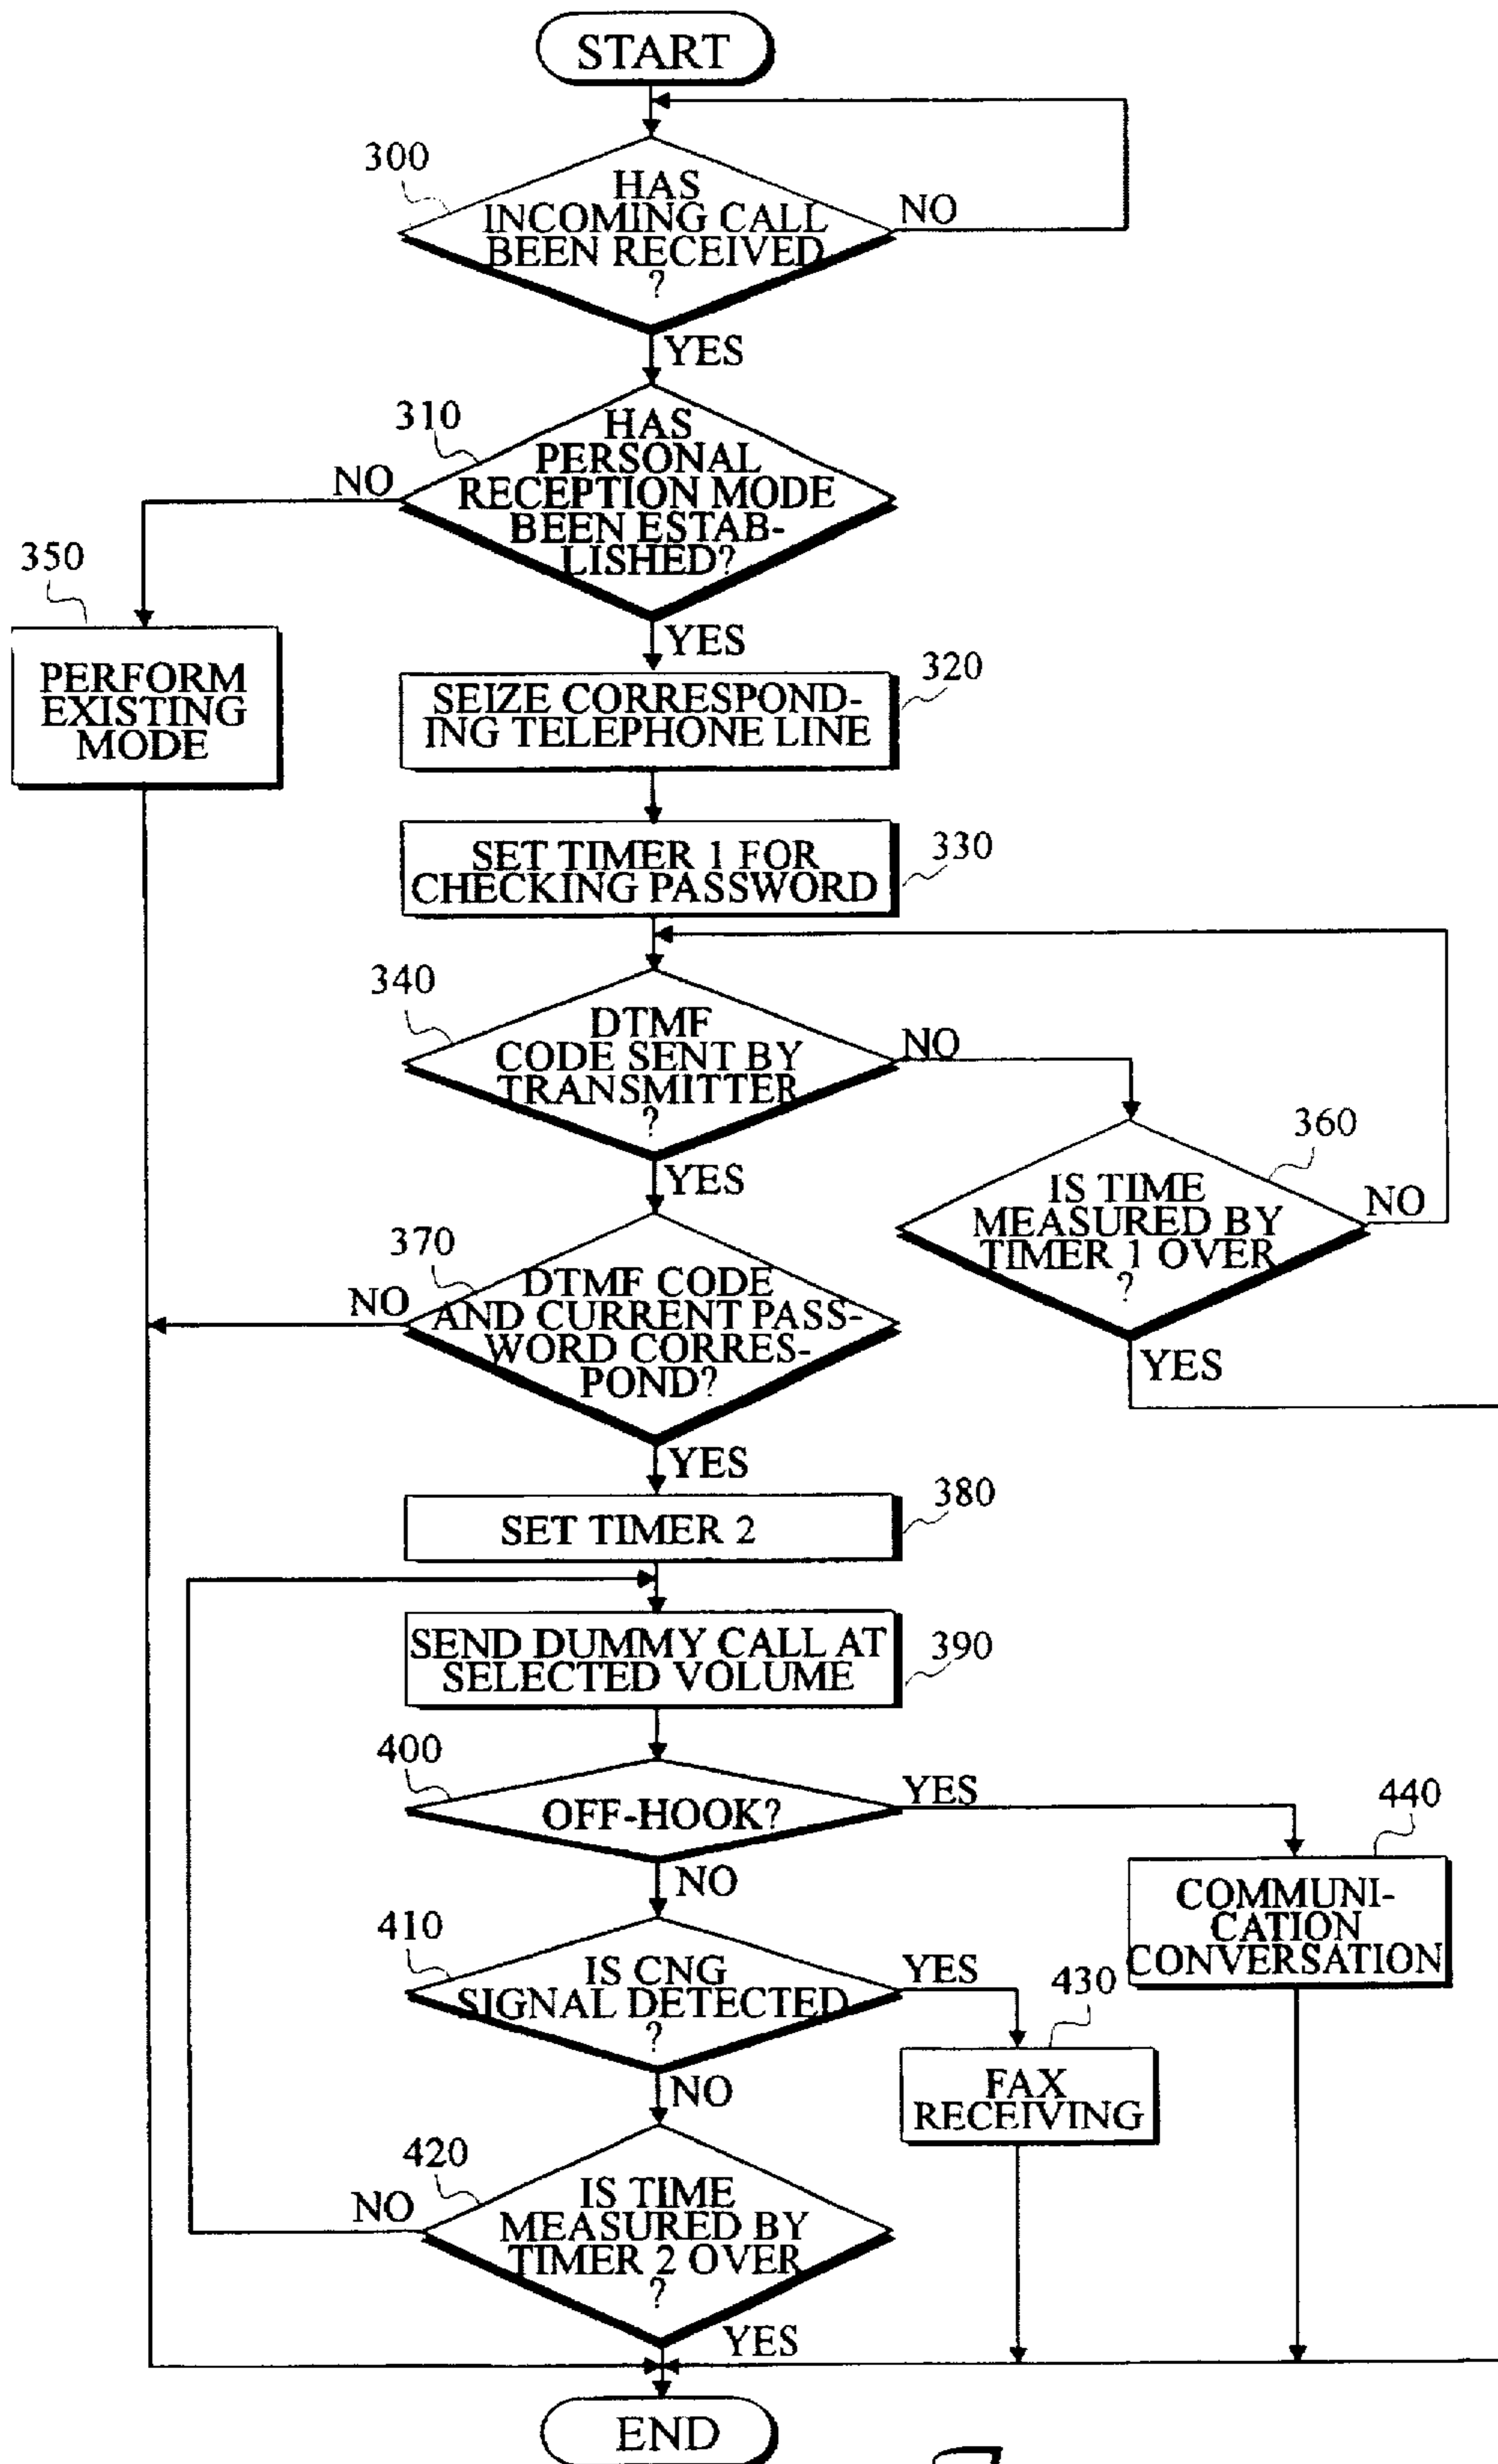 START
300
HAS
INCOMING CALL
BEEN RECEIVED
?
NO
YES
310
HAS
PERSONAL
RECEPTION MODE
BEEN ESTAB-
LISHED?
NO
350
PERFORM
EXISTING
MODE
YES
SEIZE CORRESPOND-
ING TELEPHONE LINE
320
SET TIMER 1 FOR
CHECKING PASSWORD
330
340
DTMF
CODE SENT BY
TRANSMITTER
?
NO
360
IS TIME
MEASURED BY
TIMER 1 OVER
?
NO
YES
YES
370
DTMF CODE
AND CURRENT PASS-
WORD CORRES-
POND?
NO
YES
SET TIMER 2
380
SEND DUMMY CALL AT
SELECTED VOLUME
390
400
OFF-HOOK?
YES
440
COMMUNI-
CATION
CONVERSATION
NO
410
IS CNG
SIGNAL DETECTED
?
YES
430
FAX
RECEIVING
NO
420
IS TIME
MEASURED BY
TIMER 2 OVER
?
NO
YES
END